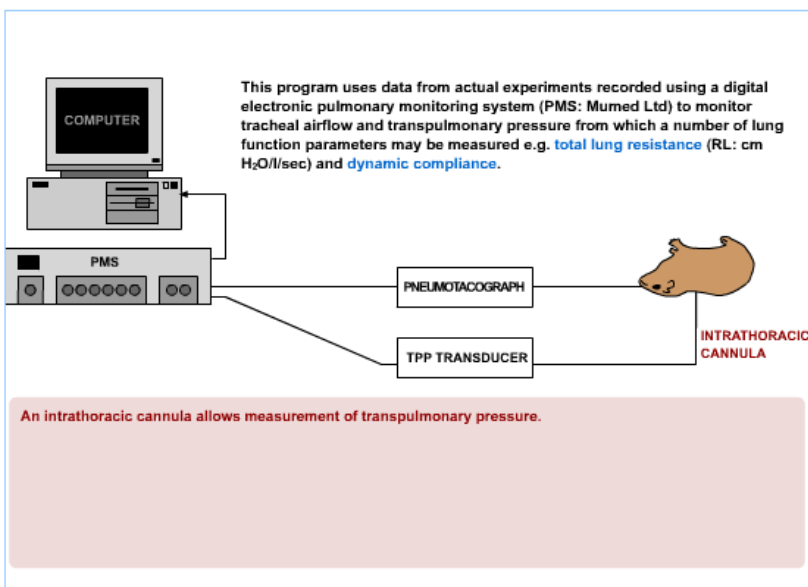 This program uses data from actual experiments recorded using a digital
electronic pulmonary monitoring system (PMS: Mumed Ltd) to monitor
tracheal airflow and transpulmonary pressure from which a number of lung
function parameters may be measured e.g. total lung resistance (RL: cm
H₂O/l/sec) and dynamic compliance.
COMPUTER
PMS
PNEUMOTACOGRAPH
TPP TRANSDUCER
INTRATHORACIC
CANNULA
An intrathoracic cannula allows measurement of transpulmonary pressure.